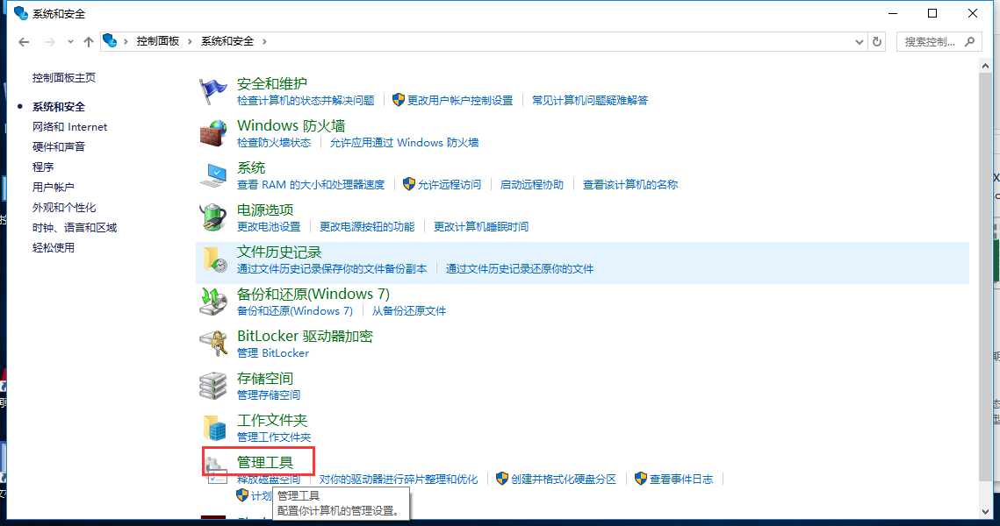 系统和安全
控制面板 系统和安全
搜索控制...
控制面板主页
系统和安全
网络和 Internet
硬件和声音
程序
用户帐户
外观和个性化
时钟、语言和区域
轻松使用
安全和维护
检查计算机的状态并解决问题 更改用户帐户控制设置 常见计算机问题疑难解答
Windows 防火墙
检查防火墙状态 允许应用通过 Windows 防火墙
系统
查看 RAM 的大小和处理器速度 允许远程访问 启动远程协助 查看该计算机的名称
电源选项
更改电池设置 更改电源按钮的功能 更改计算机睡眠时间
文件历史记录
通过文件历史记录保存你的文件备份副本 通过文件历史记录还原你的文件
备份和还原(Windows 7)
备份和还原(Windows 7) 从备份还原文件
BitLocker 驱动器加密
管理 BitLocker
存储空间
管理存储空间
工作文件夹
管理工作文件夹
管理工具
释放磁盘空间 对你的驱动器进行碎片整理和优化 创建并格式化硬盘分区 查看事件日志
计划
管理工具
配置你计算机的管理设置。